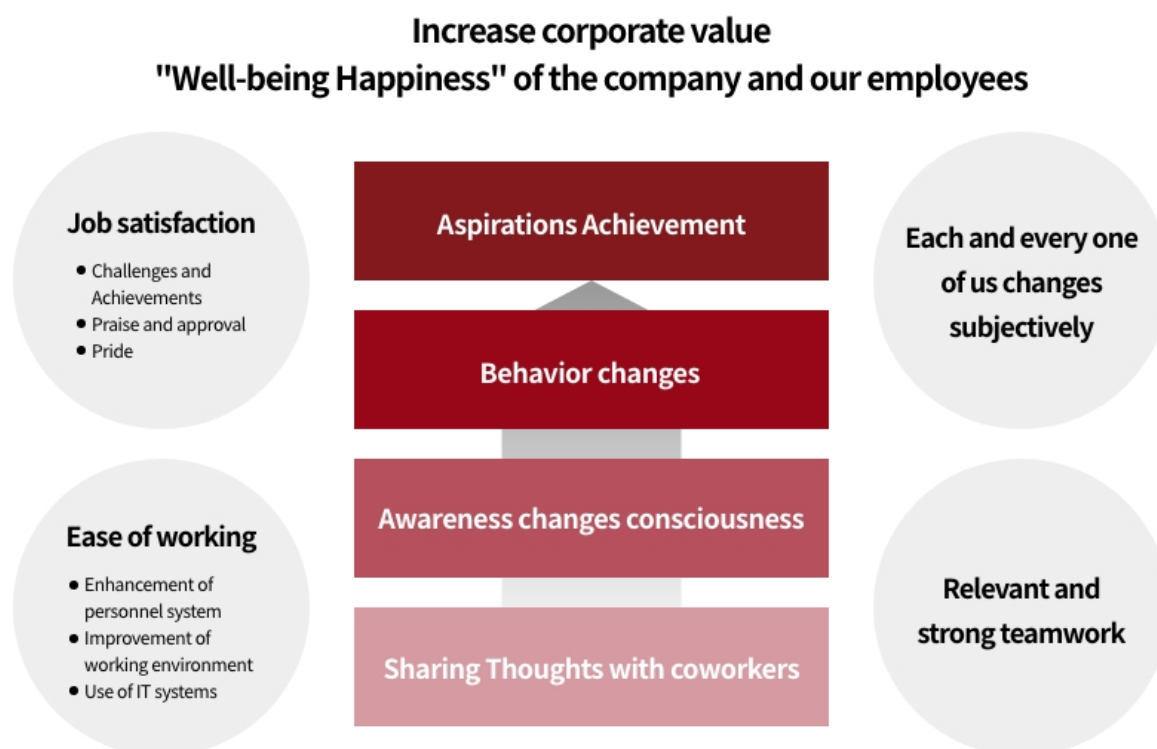 Increase corporate value
"Well-being Happiness" of the company and our employees
Job satisfaction
● Challenges and
Achievements
● Praise and approval
● Pride
Ease of working
● Enhancement of
personnel system
● Improvement of
working environment
● Use of IT systems
Aspirations Achievement
Behavior changes
Awareness changes consciousness
Sharing Thoughts with coworkers
Each and every one
of us changes
subjectively
Relevant and
strong teamwork